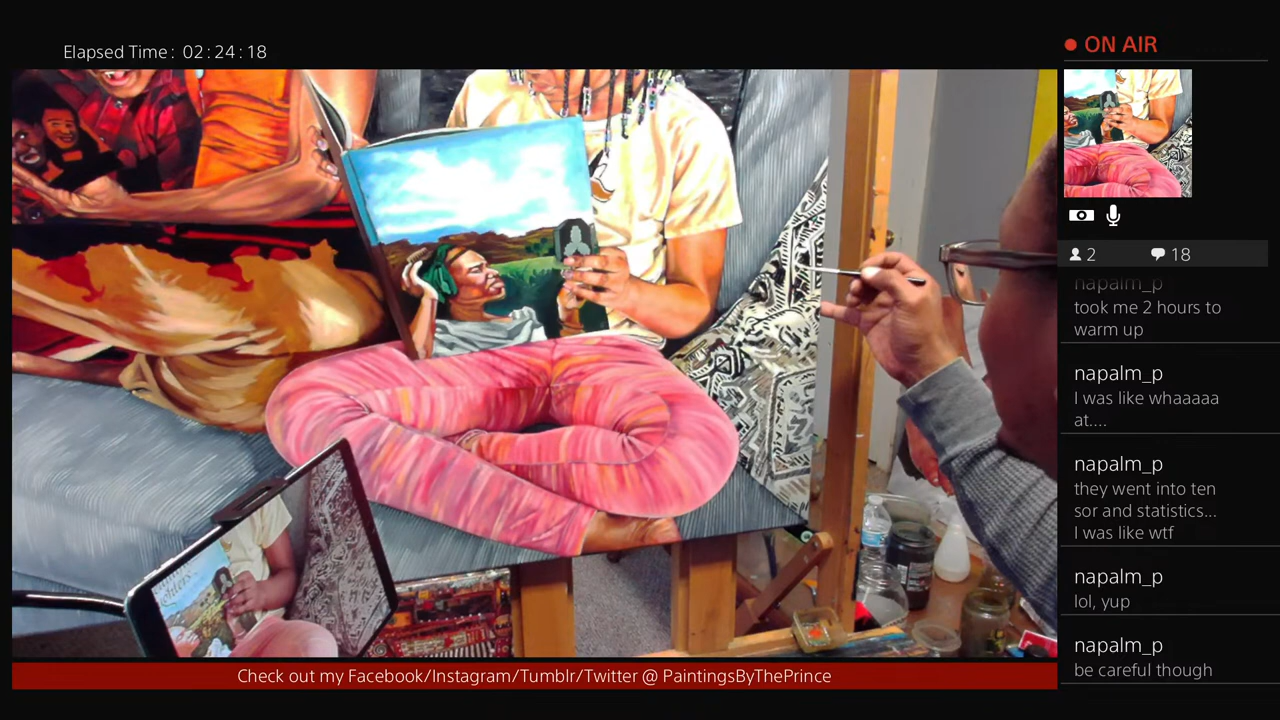 Elapsed Time: 02:24:18
ON AIR
2
18
napalm_p
took me 2 hours to
warm up
napalm_p
I was like whaaaaa
at....
napalm_p
they went into ten
sor and statistics...
I was like wtf
napalm_p
lol, yup
napalm_p
be careful though
Check out my Facebook/Instagram/Tumblr/Twitter @ PaintingsByThePrince